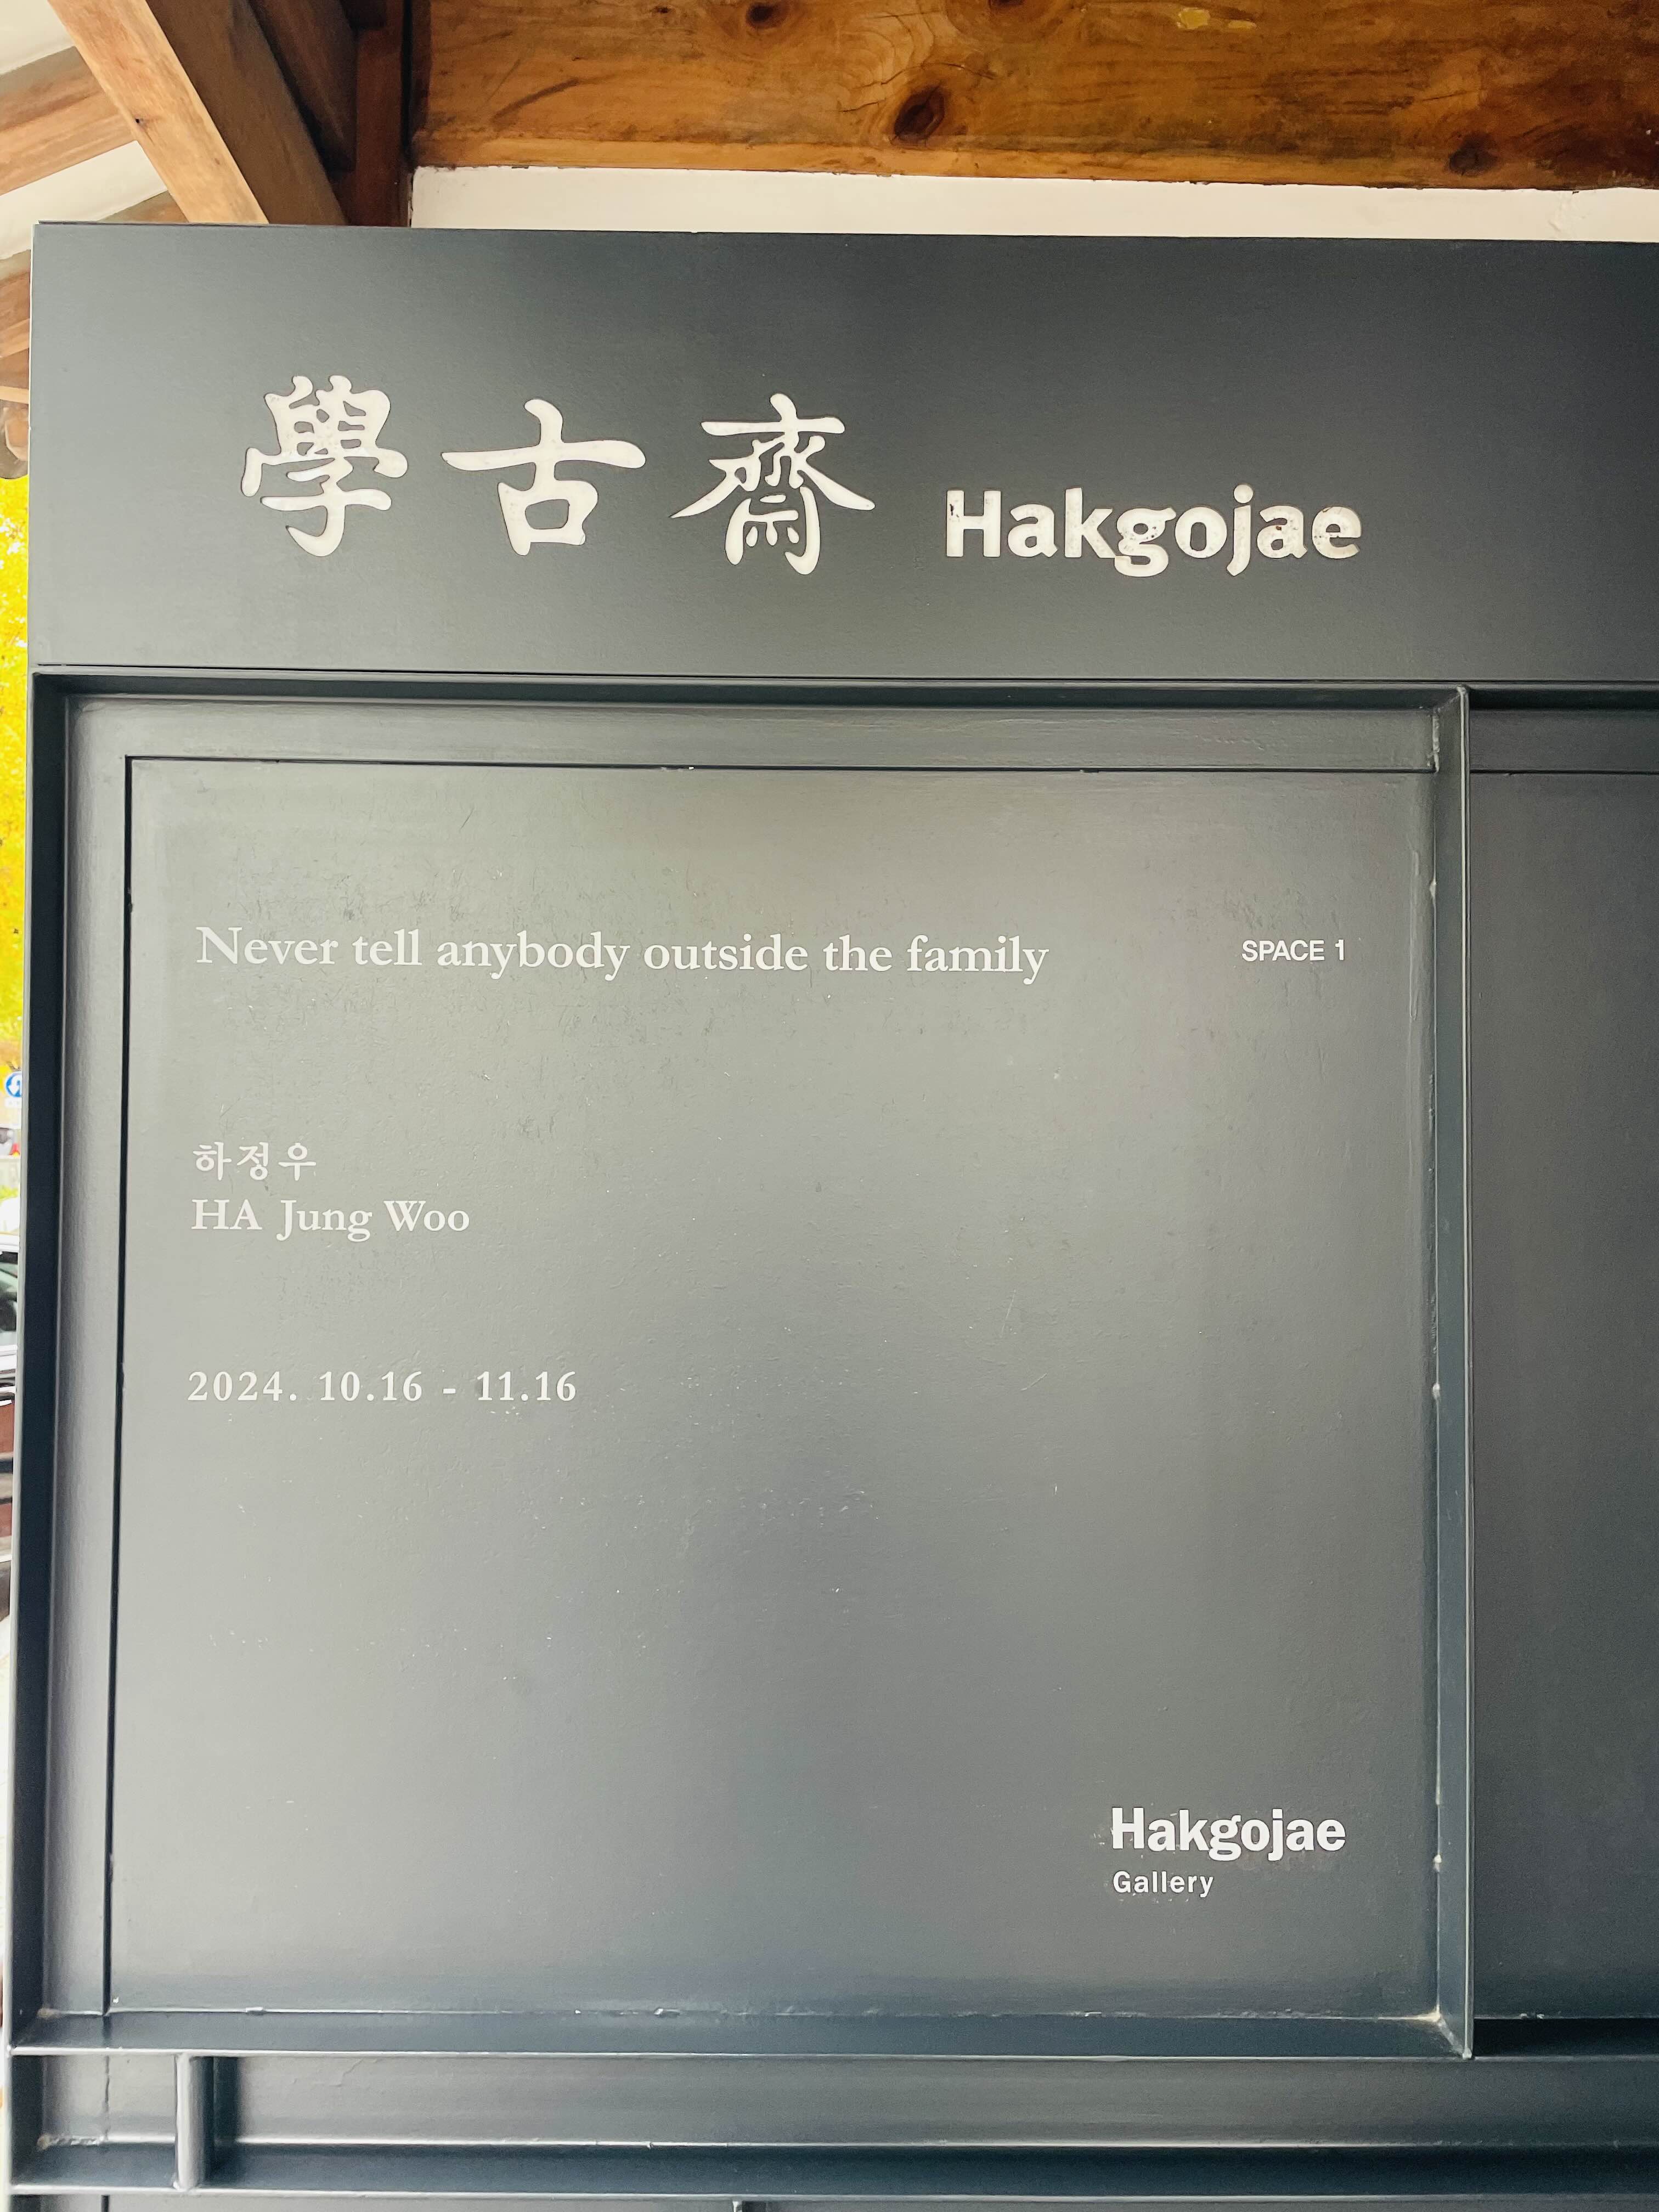 學古齋 Hakgojae
Never tell anybody outside the family
SPACE 1
하정우
HA Jung Woo
2024. 10.16 - 11.16
Hakgojae
Gallery